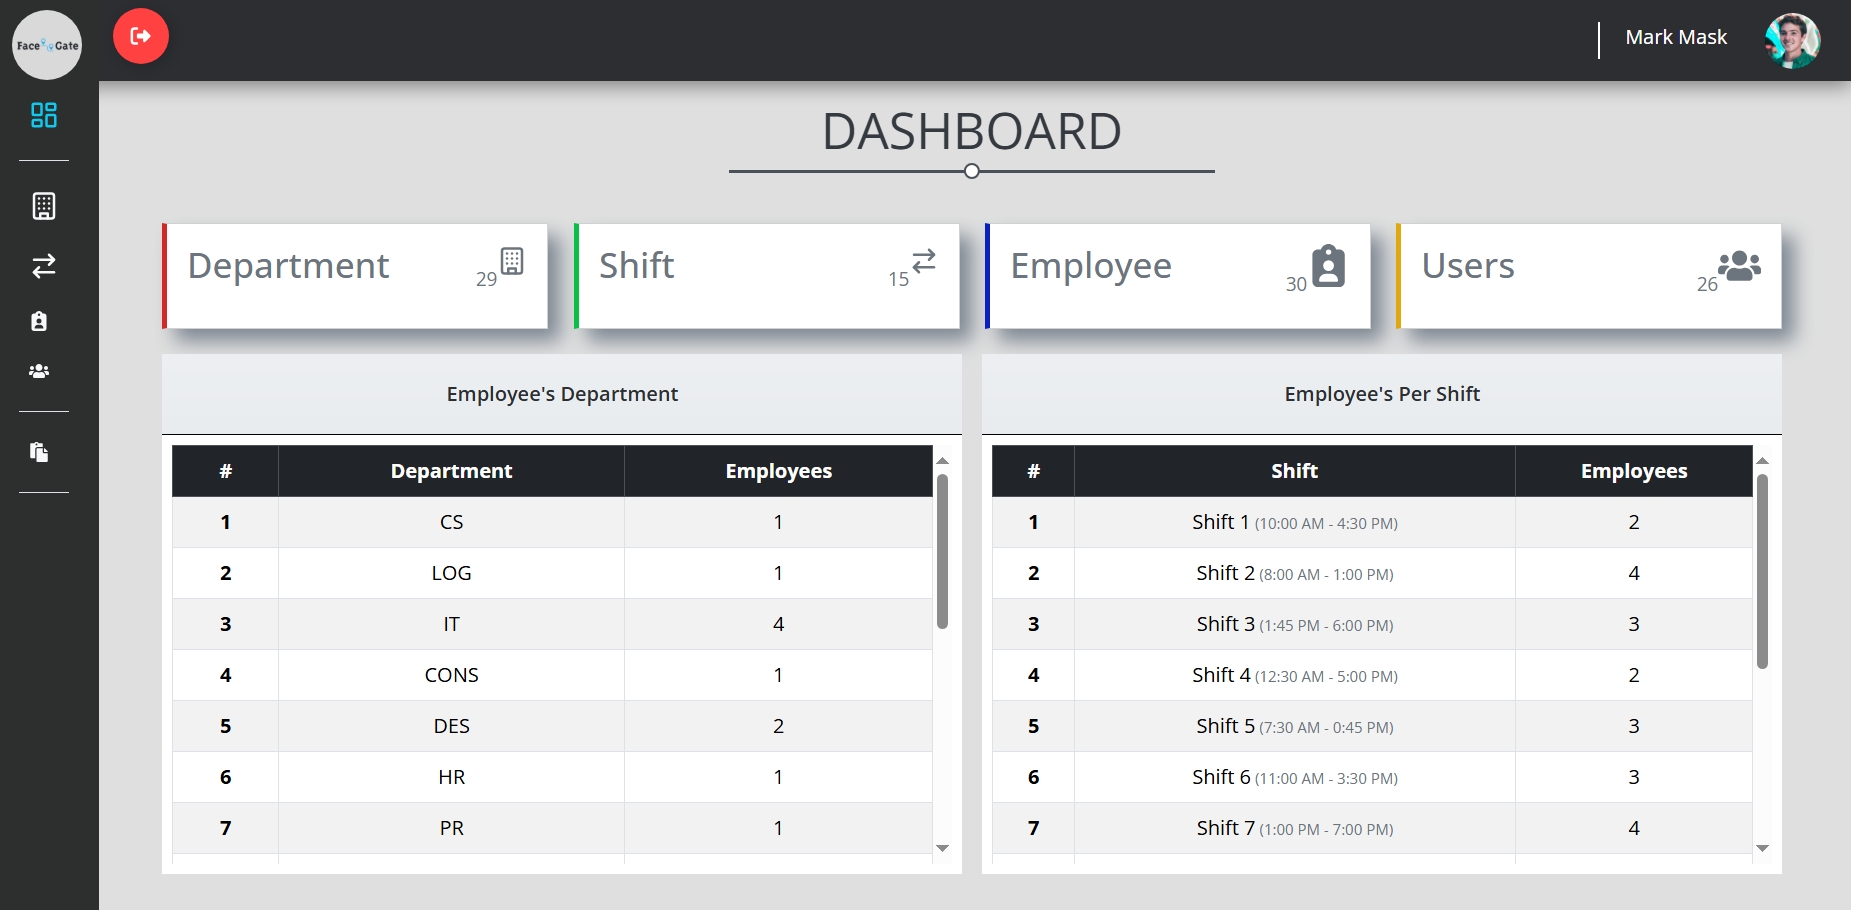 Face Gate
Mark Mask
DASHBOARD
Department 29
Shift 15
Employee 30
Users 26
Employee's Department
# Department Employees
1 CS 1
2 LOG 1
3 IT 4
4 CONS 1
5 DES 2
6 HR 1
7 PR 1
Employee's Per Shift
# Shift Employees
1 Shift 1 (10:00 AM - 4:30 PM) 2
2 Shift 2 (8:00 AM - 1:00 PM) 4
3 Shift 3 (1:45 PM - 6:00 PM) 3
4 Shift 4 (12:30 AM - 5:00 PM) 2
5 Shift 5 (7:30 AM - 0:45 PM) 3
6 Shift 6 (11:00 AM - 3:30 PM) 3
7 Shift 7 (1:00 PM - 7:00 PM) 4